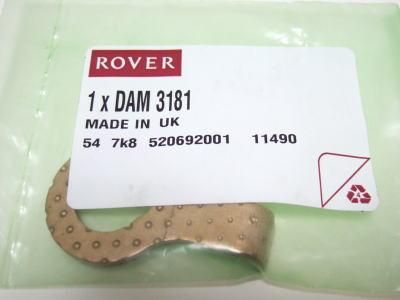 ROVER
1 x DAM 3181
MADE IN UK
54 7k8 520692001 11490